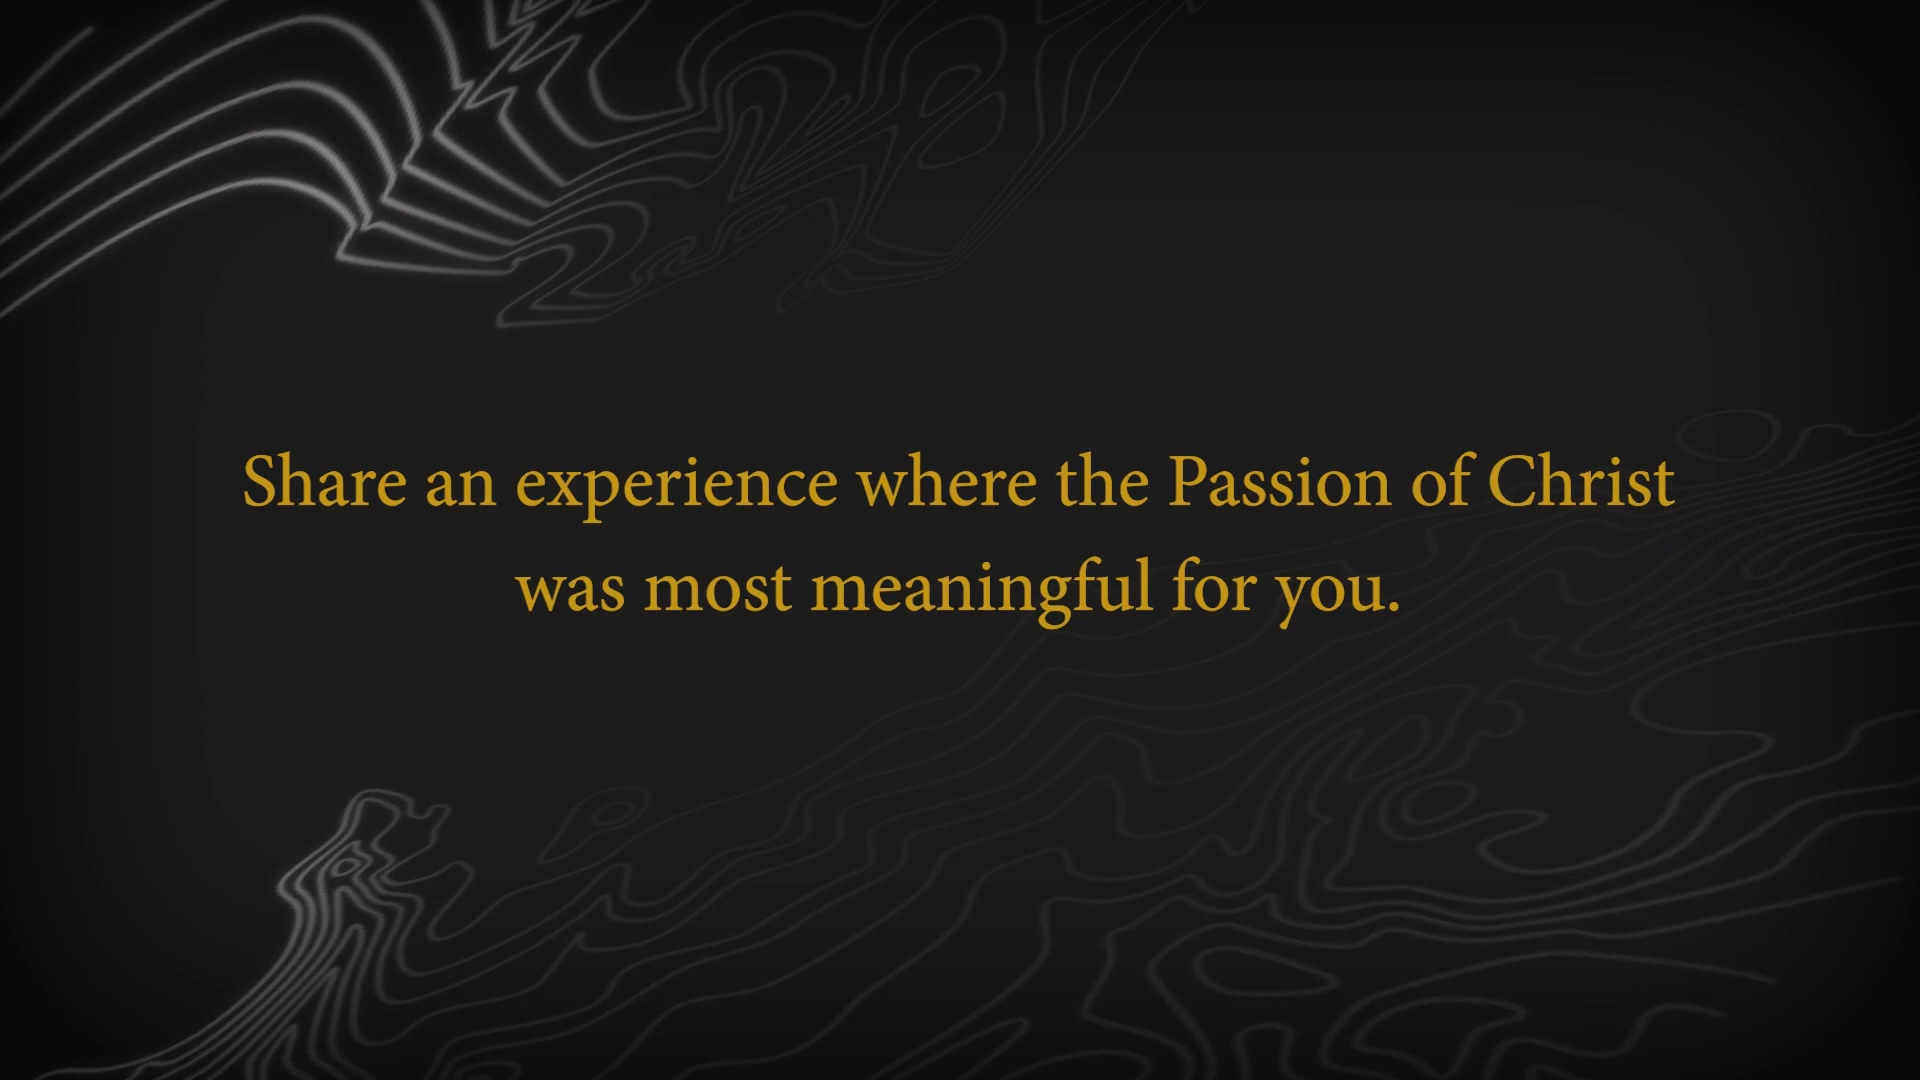 Share an experience where the Passion of Christ
was most meaningful for you.